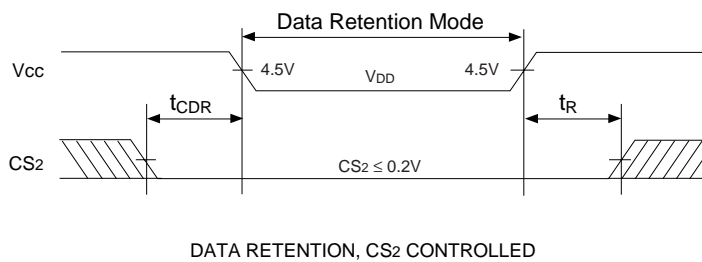 Data Retention Mode
Vcc
4.5V
VDD
4.5V
tCDR
tR
CS2
CS2 ≤ 0.2V
DATA RETENTION, CS2 CONTROLLED